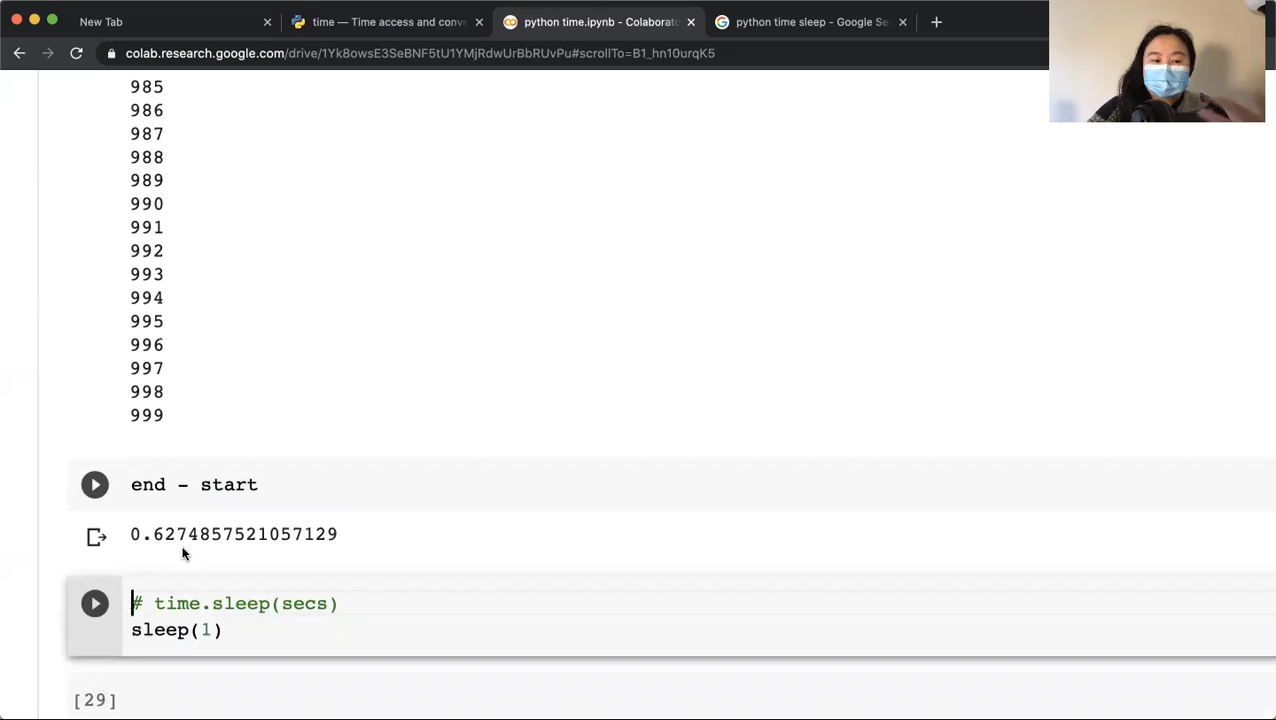 New Tab
time — Time access and conve
python time.ipynb - Colaborato
python time sleep - Google Se
colab.research.google.com/drive/1Yk8owsE3SeBNF5tU1YMjRdwUrBbRUvPu#scrollTo=B1_hn10urqK5
985
986
987
988
989
990
991
992
993
994
995
996
997
998
999
end - start
0.6274857521057129
# time.sleep(secs)
sleep(1)
[29]